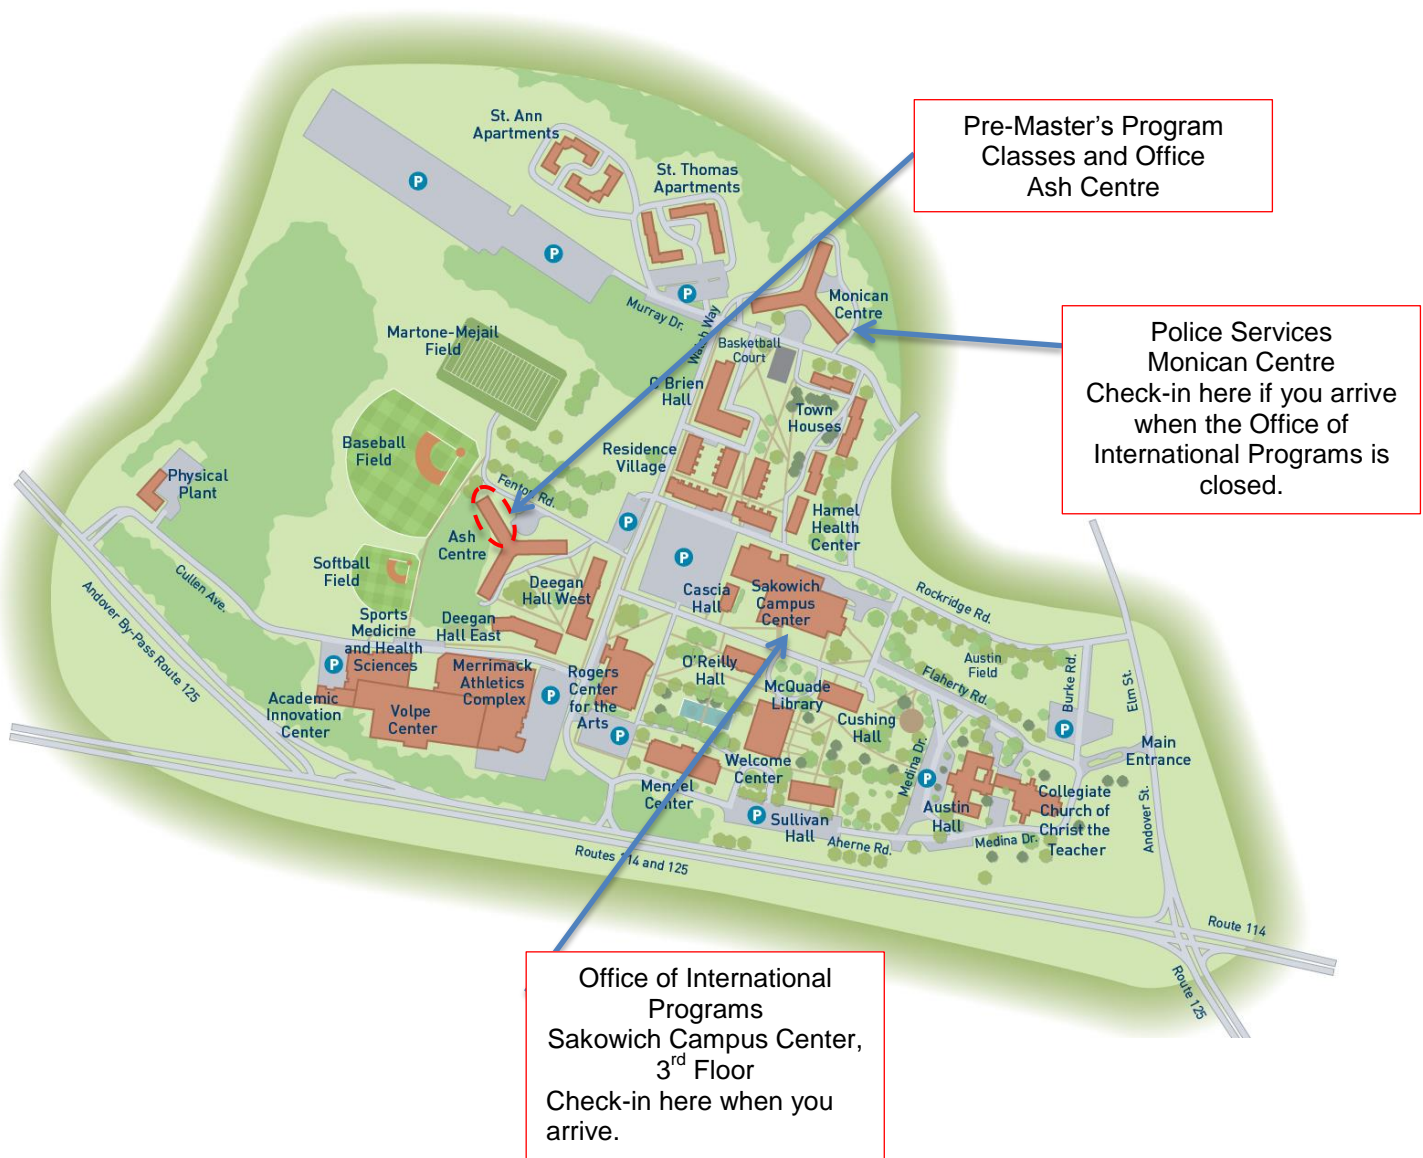 St. Ann
Apartments
P
St. Thomas
Apartments
P
P
Pre-Master's Program
Classes and Office
Ash Centre
Murray Dr.
Walsh Way
Monican
Centre
Basketball
Court
Police Services
Monican Centre
Check-in here if you arrive
when the Office of
International Programs is
closed.
Martone-Mejail
Field
O'Brien
Hall
Town
Houses
Baseball
Field
Residence
Village
Physical
Plant
Fenton Rd.
Ash
Centre
P
P
Hamel
Health
Center
Softball
Field
Cullen Ave.
Andover By-Pass Route 125
Deegan
Hall West
Cascia
Hall
Sakowich
Campus
Center
Rockridge Rd.
Sports
Medicine
and Health
Sciences
Deegan
Hall East
P
Merrimack
Athletics
Complex
P
Rogers
Center
for the
Arts
O'Reilly
Hall
McQuade
Library
Austin
Field
Flaherty Rd.
Burke Rd.
Elm St.
Academic
Innovation
Center
Volpe
Center
P
Cushing
Hall
P
Main
Entrance
Welcome
Center
Mendel
Center
Medina Dr.
P
Austin
Hall
Collegiate
Church of
Christ the
Teacher
P
Sullivan
Hall
Aherne Rd.
Medina Dr.
Andover St.
Routes 114 and 125
Route 114
Route 125
Office of International
Programs
Sakowich Campus Center,
3rd Floor
Check-in here when you
arrive.